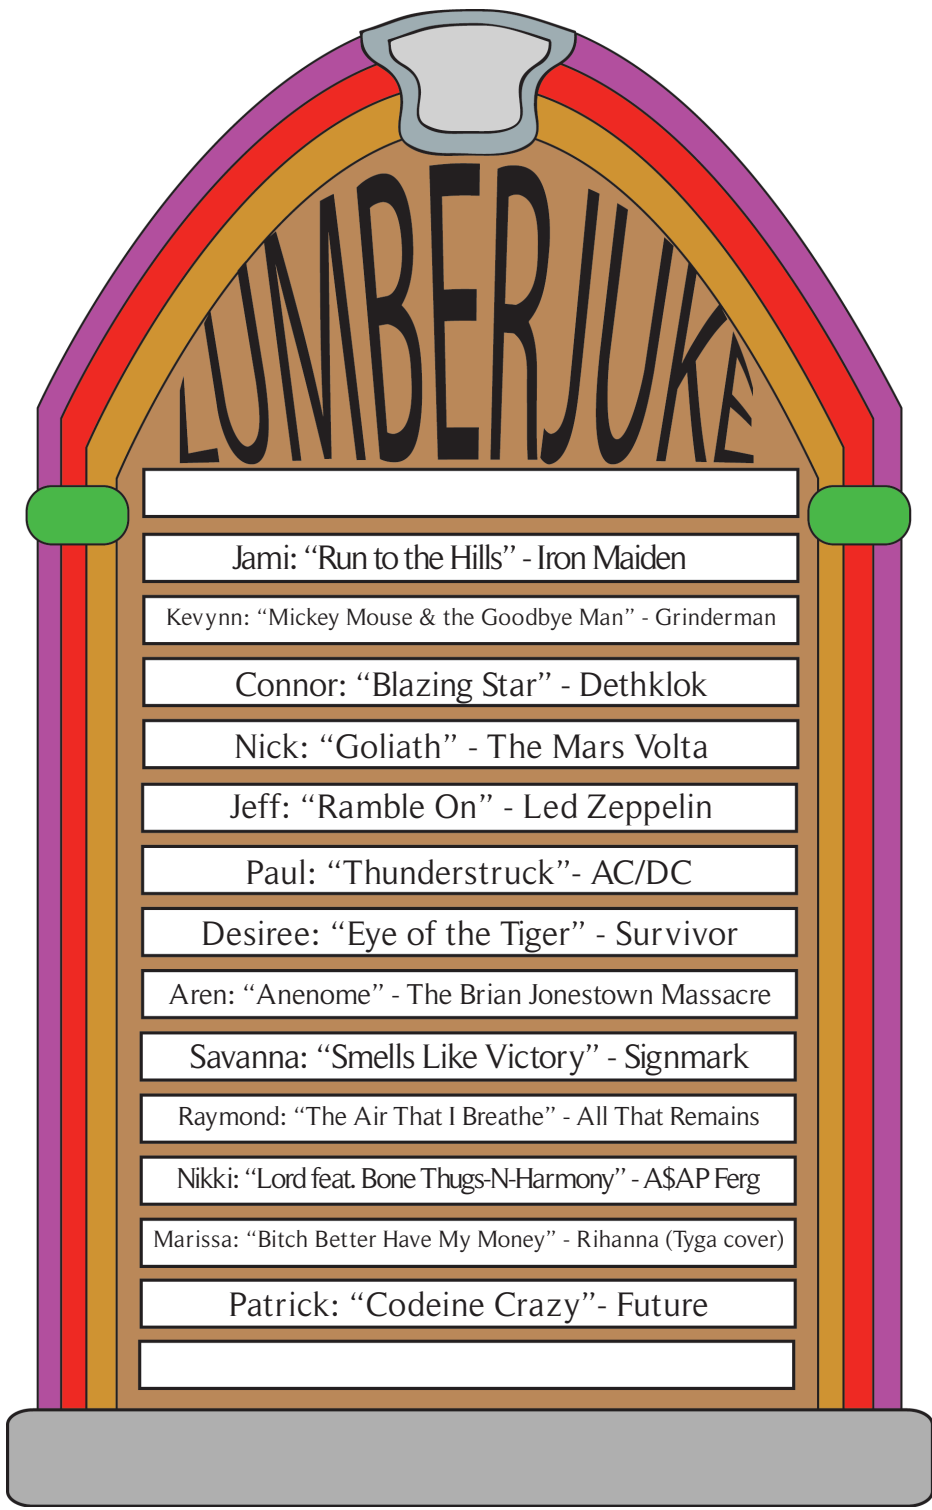 LUMBERJUKE
Jami: “Run to the Hills” - Iron Maiden
Kevynn: “Mickey Mouse & the Goodbye Man” - Grinderman
Connor: “Blazing Star” - Dethklok
Nick: “Goliath” - The Mars Volta
Jeff: “Ramble On” - Led Zeppelin
Paul: “Thunderstruck”- AC/DC
Desiree: “Eye of the Tiger” - Survivor
Aren: “Anenome” - The Brian Jonestown Massacre
Savanna: “Smells Like Victory” - Signmark
Raymond: “The Air That I Breathe” - All That Remains
Nikki: “Lord feat. Bone Thugs-N-Harmony” - A$AP Ferg
Marissa: “Bitch Better Have My Money” - Rihanna (Tyga cover)
Patrick: “Codeine Crazy”- Future